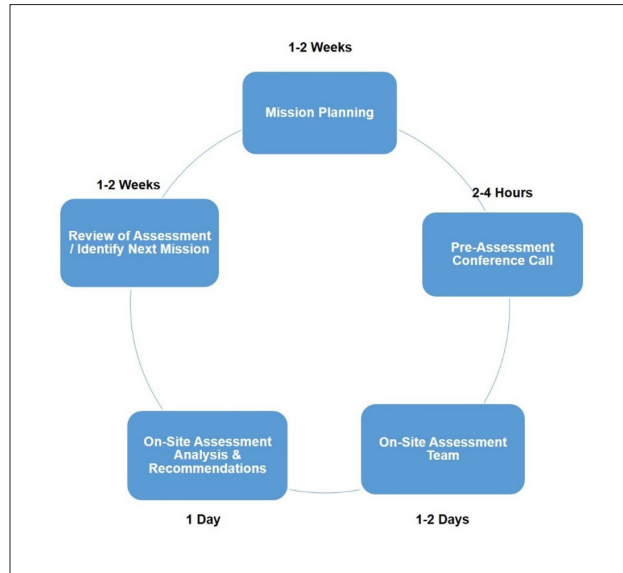 1-2 Weeks
Mission Planning
2-4 Hours
Pre-Assessment
Conference Call
On-Site Assessment
Team
1-2 Days
On-Site Assessment
Analysis &
Recommendations
1 Day
1-2 Weeks
Review of Assessment
/ Identify Next Mission